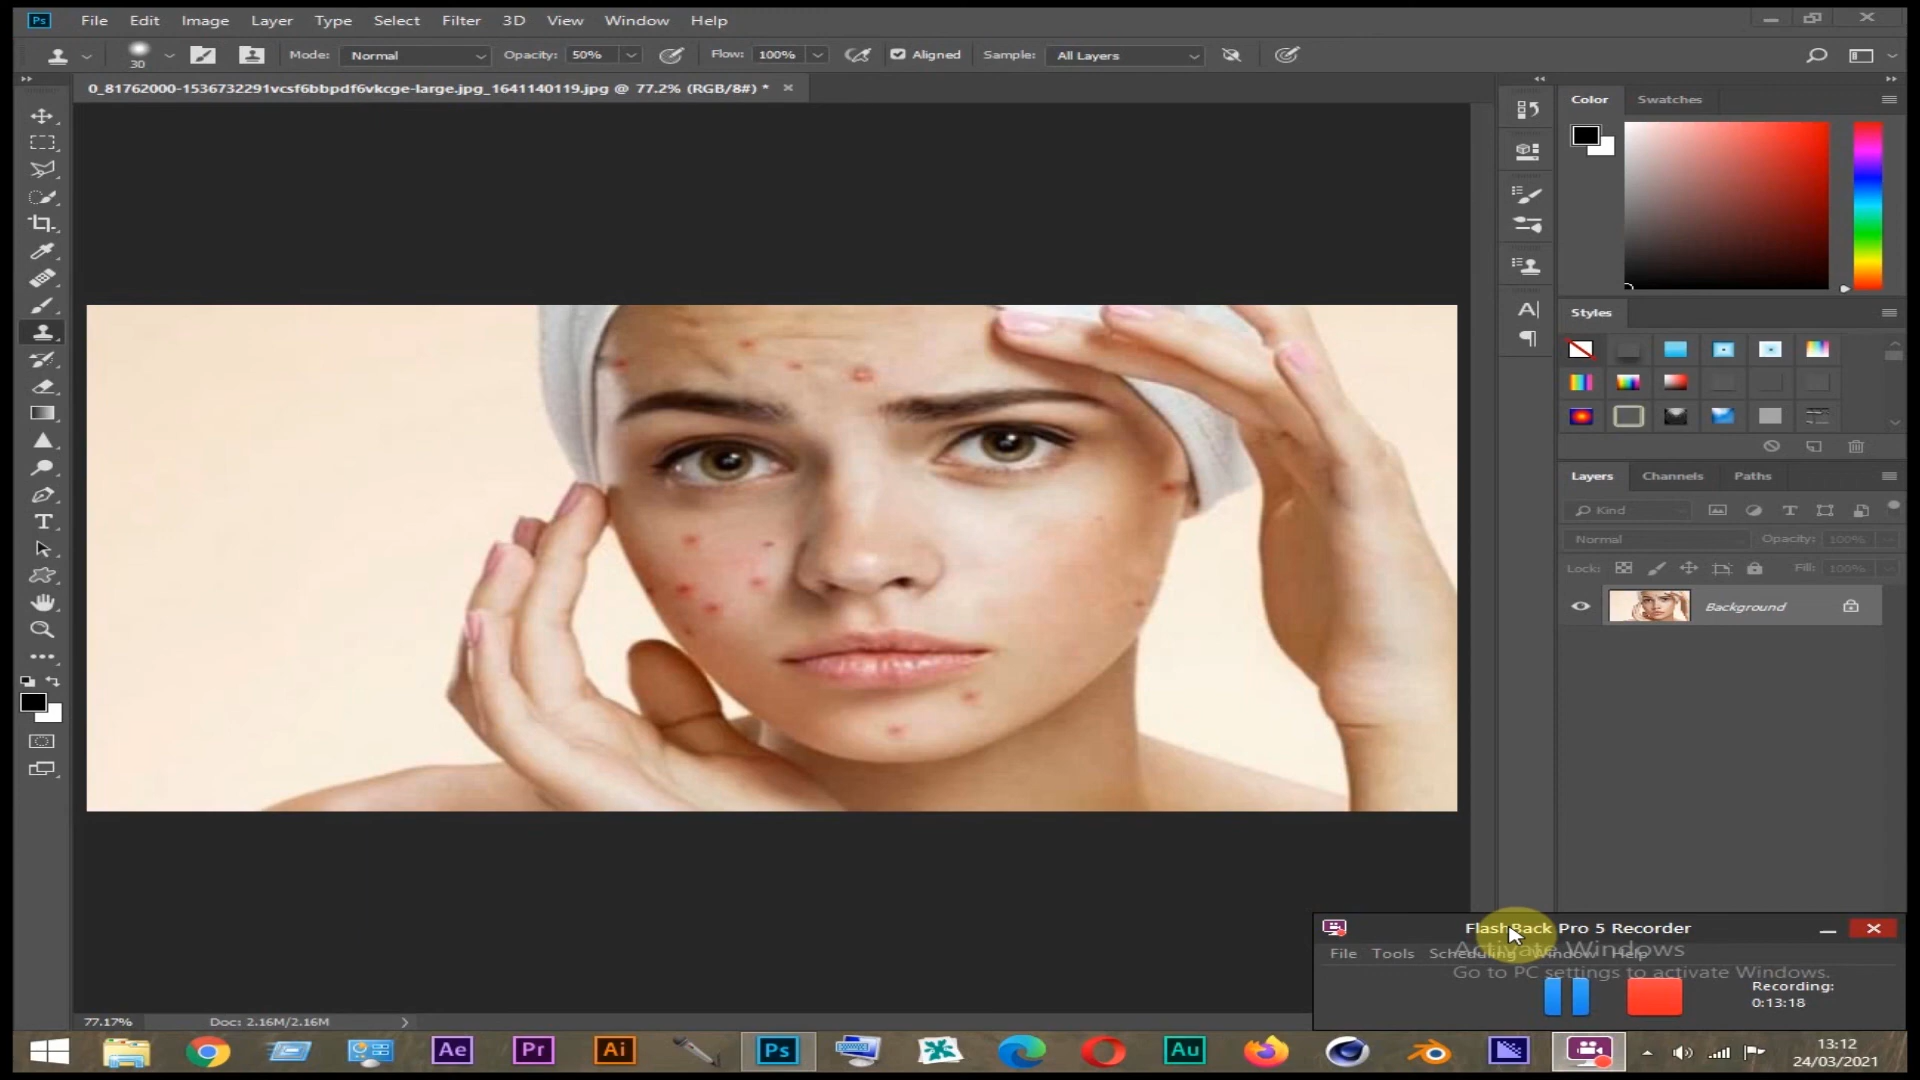 Ps File Edit Image Layer Type Select Filter 3D View Window Help
30 Mode: Normal Opacity: 50% Flow: 100% Aligned Sample: All Layers
0_81762000-1536732291vcsf6bbpdf6vkcge-large.jpg_1641140119.jpg @ 77.2% (RGB/8#) *
Color Swatches
Styles
Layers Channels Paths
Kind
Normal Opacity: 100%
Lock: Fill: 100%
Background
FlashBack Pro 5 Recorder
File Tools Scheduling Window Help
Activate Windows
Go to PC settings to activate Windows.
Recording:
0:13:18
77.17% Doc: 2.16M/2.16M
Ae Pr Ai Ps Au
13:12
24/03/2021